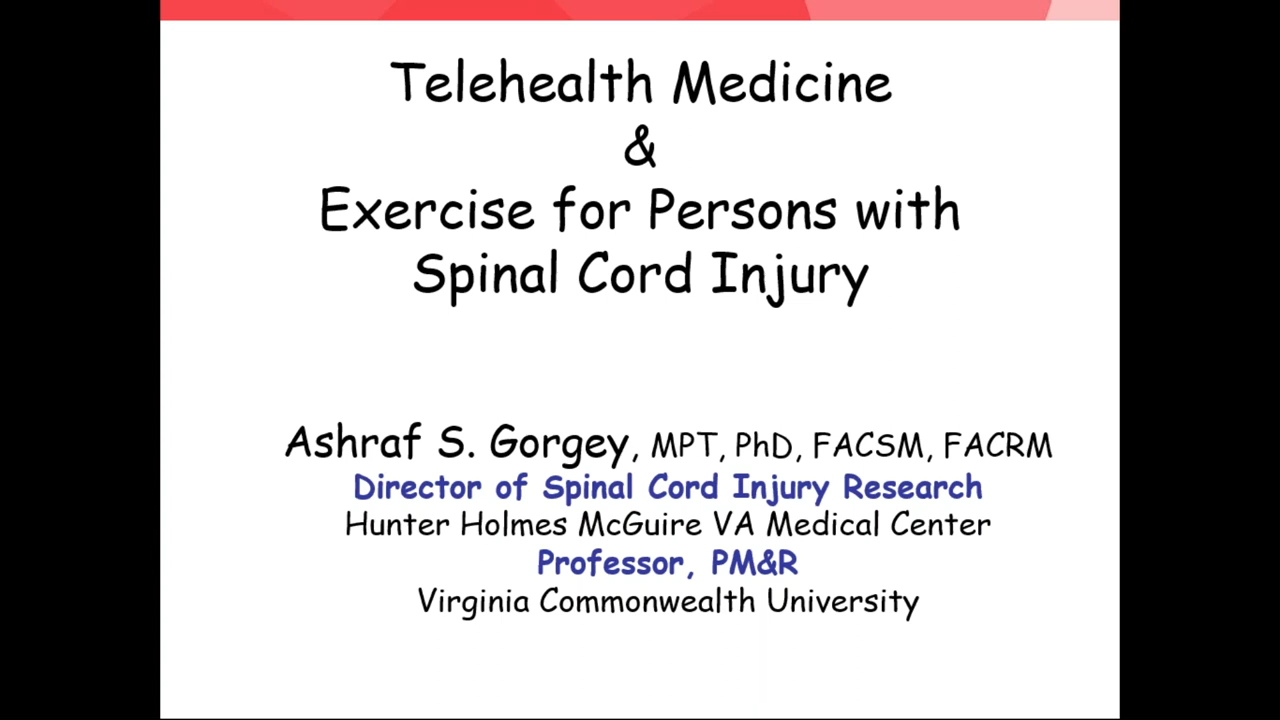 Telehealth Medicine
&
Exercise for Persons with
Spinal Cord Injury
Ashraf S. Gorgey, MPT, PhD, FACSM, FACRM
Director of Spinal Cord Injury Research
Hunter Holmes McGuire VA Medical Center
Professor, PM&R
Virginia Commonwealth University